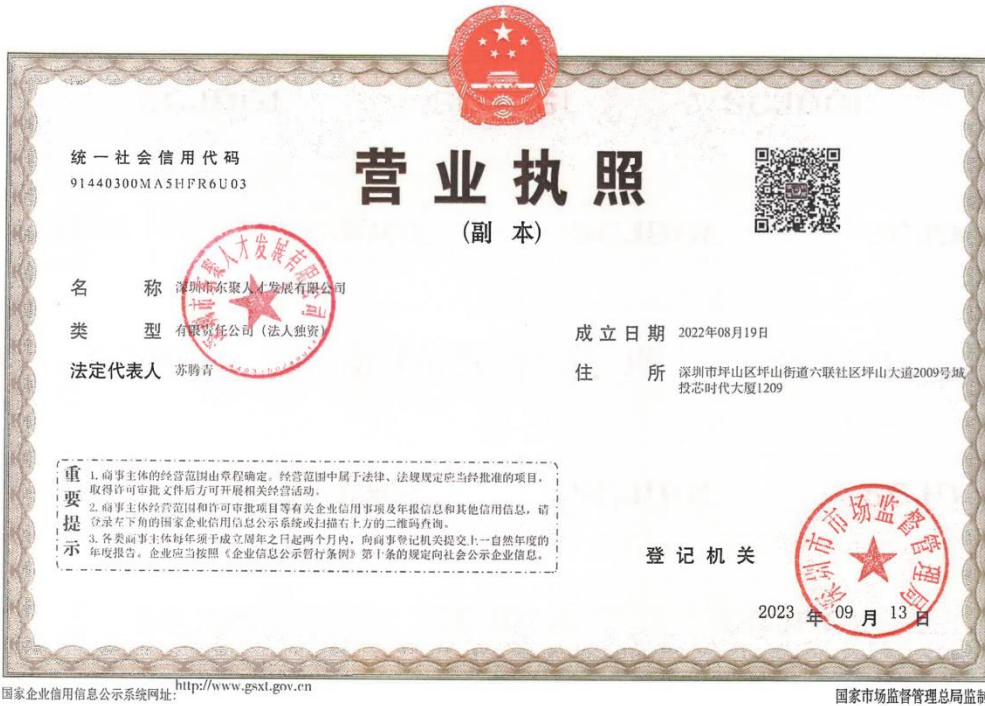 统一社会信用代码
91440300MA5HFR6U03
营业执照
(副 本)
名 称 深圳市东聚人才发展有限公司
类 型 有限责任公司（法人独资）
法定代表人 苏腾青
成立日期 2022年08月19日
住 所 深圳市坪山区坪山街道六联社区坪山大道2009号城
投芯时代大厦1209
深圳市东聚人才发展有限公司
重要提示
1.商事主体的经营范围由章程确定。经营范围中属于法律、法规规定应当经批准的项目，
取得许可审批文件后方可开展相关经营活动。
2.商事主体经营范围和许可审批项目等有关企业信用事项及年报信息和其他信用信息，请
登录左下角的国家企业信用信息公示系统或扫描右上方的二维码查询。
3.各类商事主体每年须于成立周年之日起两个月内，向商事登记机关提交上一自然年度的
年度报告。企业应当按照《企业信息公示暂行条例》第十条的规定向社会公示企业信息。
登记机关
深圳市市场监督管理局
2023 年 09 月 13 日
国家企业信用信息公示系统网址：http://www.gsxt.gov.cn
国家市场监督管理总局监制